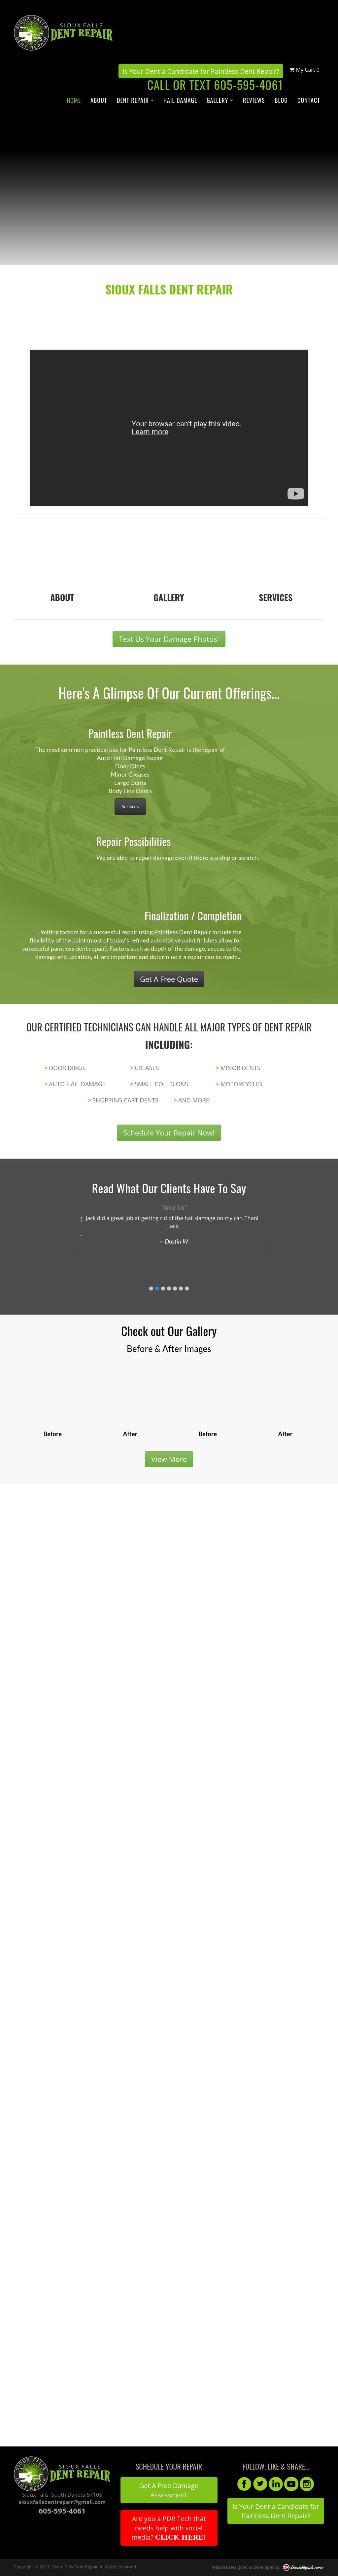 SIOUX FALLS
DENT REPAIR
Is Your Dent a Candidate for Paintless Dent Repair?
My Cart 0
CALL OR TEXT 605-595-4061
HOME ABOUT DENT REPAIR HAIL DAMAGE GALLERY REVIEWS BLOG CONTACT
SIOUX FALLS DENT REPAIR
Your browser can't play this video.
Learn more
ABOUT
GALLERY
SERVICES
Text Us Your Damage Photos!
Here's A Glimpse Of Our Current Offerings...
Paintless Dent Repair
The most common practical use for Paintless Dent Repair is the repair of
Auto Hail Damage Repair
Door Dings
Minor Creases
Large Dents
Body Line Dents
Services
Repair Possibilities
We are able to repair damage even if there is a chip or scratch.
Finalization / Completion
Limiting factors for a successful repair using Paintless Dent Repair include the
flexibility of the paint (most of today's refined automotive paint finishes allow for
successful paintless dent repair). Factors such as depth of the damage, access to the
damage and Location, all are important and determine if a repair can be made...
Get A Free Quote
OUR CERTIFIED TECHNICIANS CAN HANDLE ALL MAJOR TYPES OF DENT REPAIR
INCLUDING:
> DOOR DINGS
> CREASES
> MINOR DENTS
> AUTO HAIL DAMAGE
> SMALL COLLISIONS
> MOTORCYCLES
> SHOPPING CART DENTS
> AND MORE!
Schedule Your Repair Now!
Read What Our Clients Have To Say
"Great Job"
Jack did a great job at getting rid of the hail damage on my car. Than
Jack!
~ Dustin W
Check out our Gallery
Before & After Images
Before
After
Before
After
View More
SIOUX FALLS
DENT REPAIR
Sioux Falls, South Dakota 57105
siouxfallsdentrepair@gmail.com
605-595-4061
SCHEDULE YOUR REPAIR
Get A Free Damage
Assessment
Are you a PDR Tech that
needs help with social
media? CLICK HERE!
FOLLOW, LIKE & SHARE...
Is Your Dent a Candidate for
Paintless Dent Repair?
Copyright © 2017, Sioux Falls Dent Repair. All rights reserved
Website Designed & Developed by